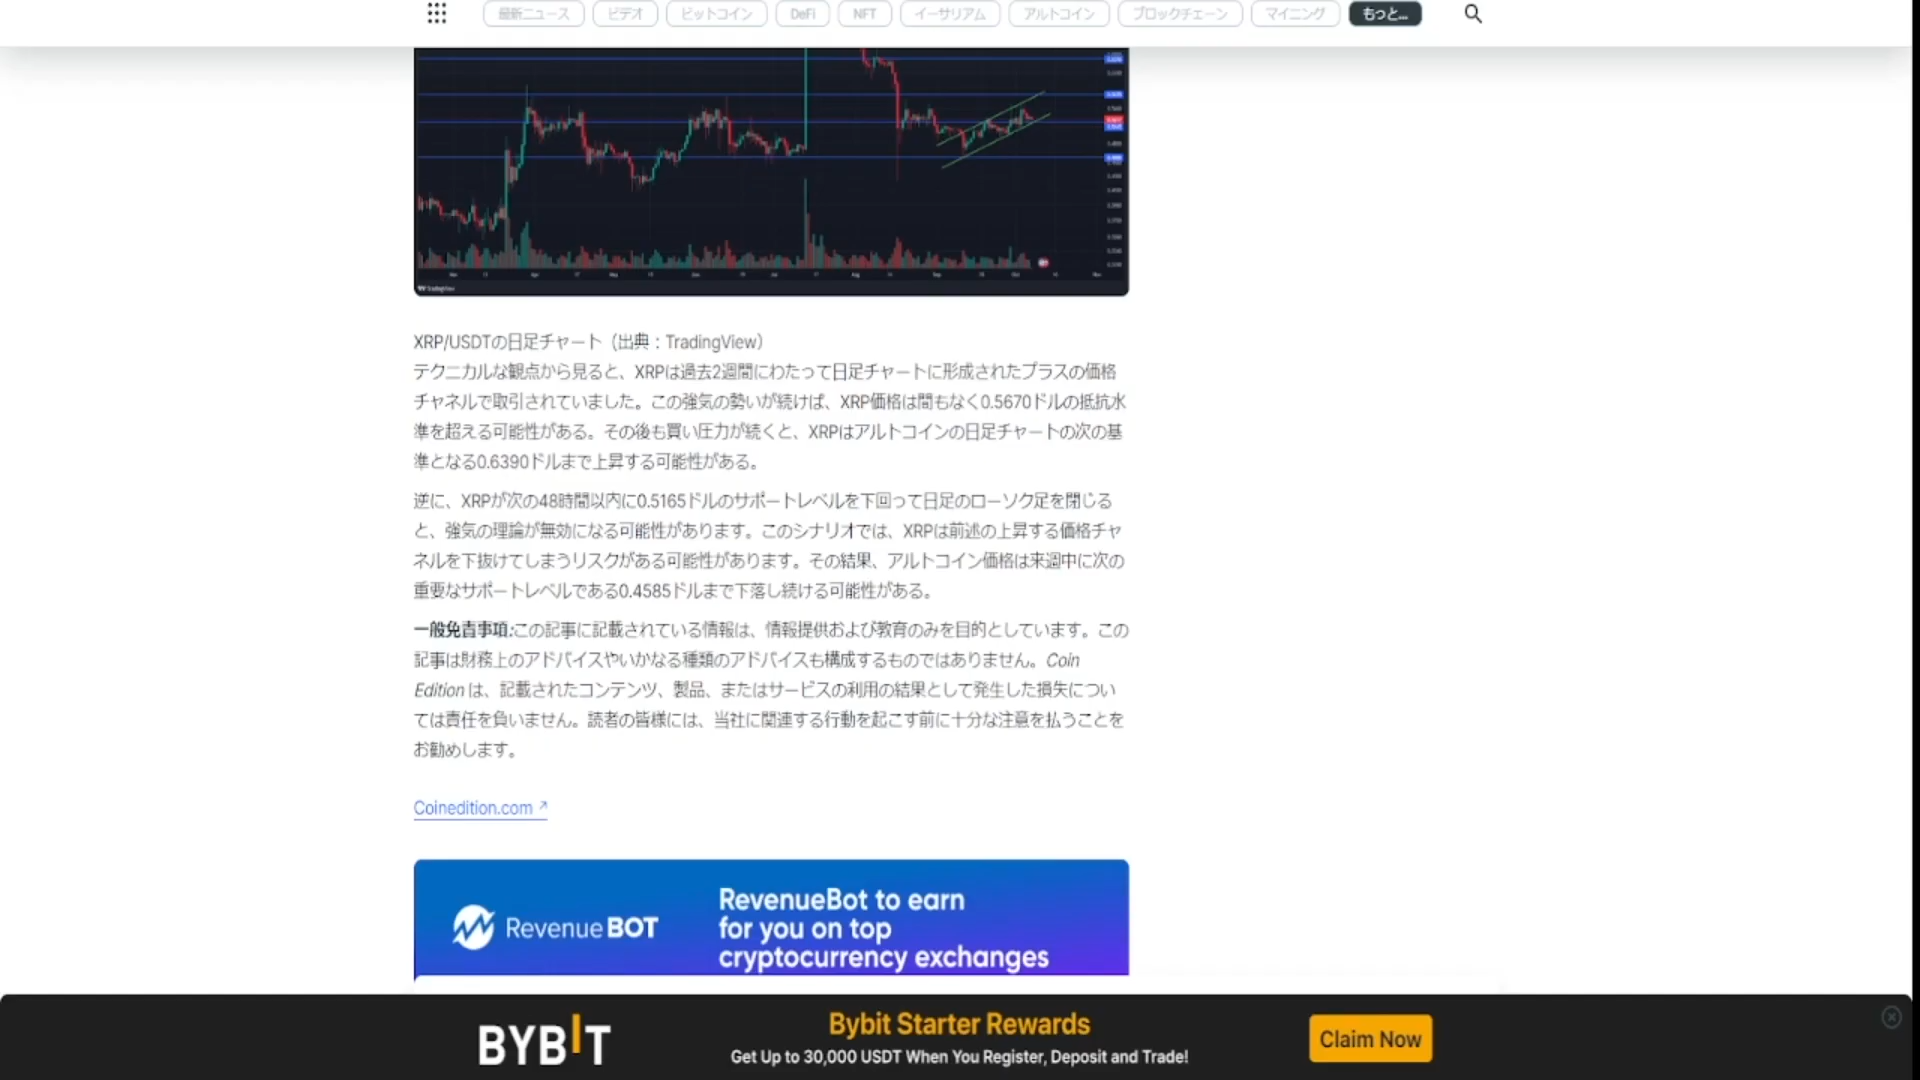 最新ニュース
ビデオ
ビットコイン
DeFi
NFT
イーサリアム
アルトコイン
ブロックチェーン
マイニング
もっと...
TradingView
XRP/USDTの日足チャート（出典：TradingView）
テクニカルな観点から見ると、XRPは過去2週間にわたって日足チャートに形成されたプラスの価格
チャネルで取引されていました。この強気の勢いが続けば、XRP価格は間もなく0.5670ドルの抵抗水
準を超える可能性がある。その後も買い圧力が続くと、XRPはアルトコインの日足チャートの次の基
準となる0.6390ドルまで上昇する可能性がある。
逆に、XRPが次の48時間以内に0.5165ドルのサポートレベルを下回って日足のローソク足を閉じる
と、強気の理論が無効になる可能性があります。このシナリオでは、XRPは前述の上昇する価格チャ
ネルを下抜けてしまうリスクがある可能性があります。その結果、アルトコイン価格は来週中に次の
重要なサポートレベルである0.4585ドルまで下落し続ける可能性がある。
一般免責事項:この記事に記載されている情報は、情報提供および教育のみを目的としています。この
記事は財務上のアドバイスやいかなる種類のアドバイスも構成するものではありません。Coin
Edition は、記載されたコンテンツ、製品、またはサービスの利用の結果として発生した損失につい
ては責任を負いません。読者の皆様には、当社に関連する行動を起こす前に十分な注意を払うことを
お勧めします。
Coinedition.com ↗
RevenueBOT
RevenueBot to earn
for you on top
cryptocurrency exchanges
BYBIT
Bybit Starter Rewards
Get Up to 30,000 USDT When You Register, Deposit and Trade!
Claim Now